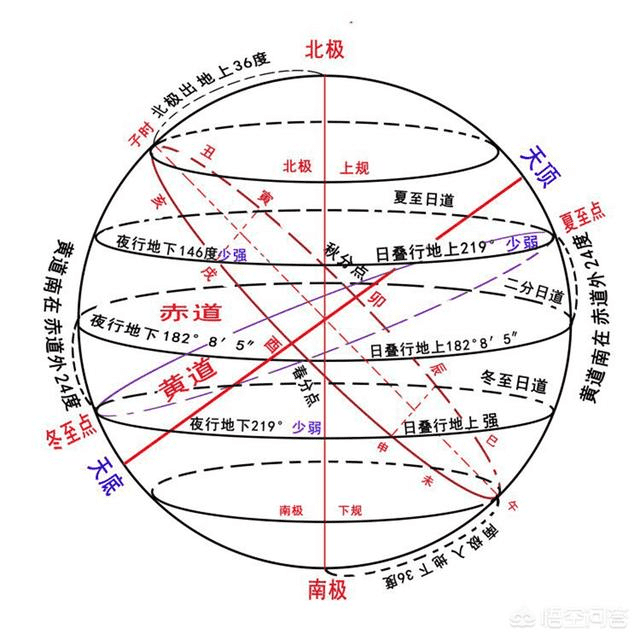 北极
北极出地上36度
子时
丑
天顶
北极 上规
亥
寅
夏至日道
夏至点
夜行地下146度少强
秋分点
日叠行地上219° 少弱
戌
黄道南在赤道外24度
黄道南在赤道外24度
二分日道
赤道
卯
夜行地下182°8′5″
酉
日叠行地上182°8′5″
黄道
春分点
辰
冬至日道
冬至点
夜行地下219° 少弱
日叠行地上 强
巳
申
天底
未
午
南极 下规
南极入地下36度
南极
悟空问答